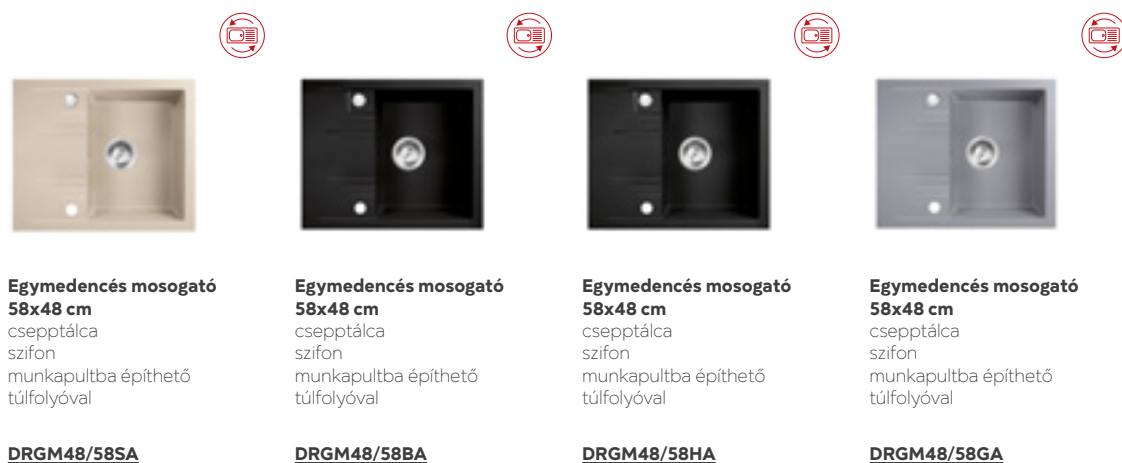 Egymedencés mosogató
58x48 cm
csepptálca
szifon
munkapultba építhető
túlfolyóval
DRGM48/58SA
Egymedencés mosogató
58x48 cm
csepptálca
szifon
munkapultba építhető
túlfolyóval
DRGM48/58BA
Egymedencés mosogató
58x48 cm
csepptálca
szifon
munkapultba építhető
túlfolyóval
DRGM48/58HA
Egymedencés mosogató
58x48 cm
csepptálca
szifon
munkapultba építhető
túlfolyóval
DRGM48/58GA